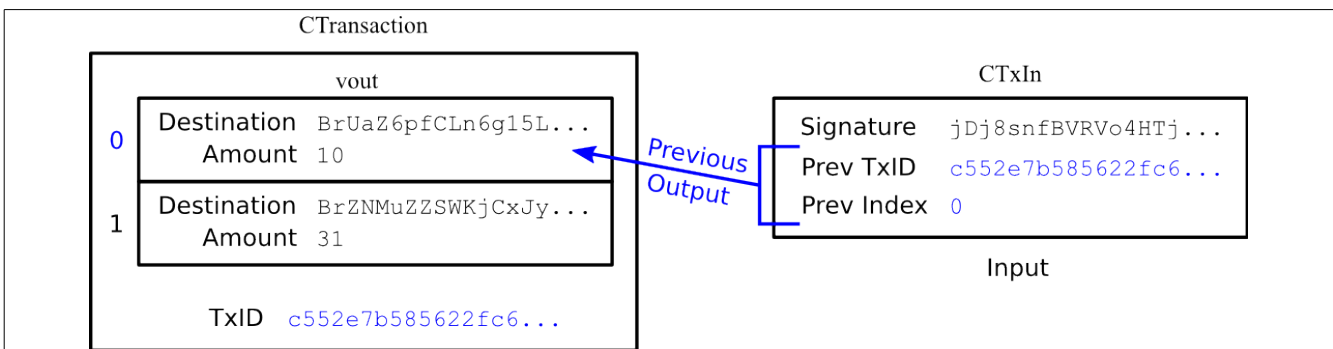 CTransaction
vout
0
Destination BrUaZ6pfCLn6g15L...
Amount 10
1
Destination BrZNMuZZSWKjCxJy...
Amount 31
TxID c552e7b585622fc6...
Previous
Output
CTxIn
Signature jDj8snfBVRVo4HTj...
Prev TxID c552e7b585622fc6...
Prev Index 0
Input